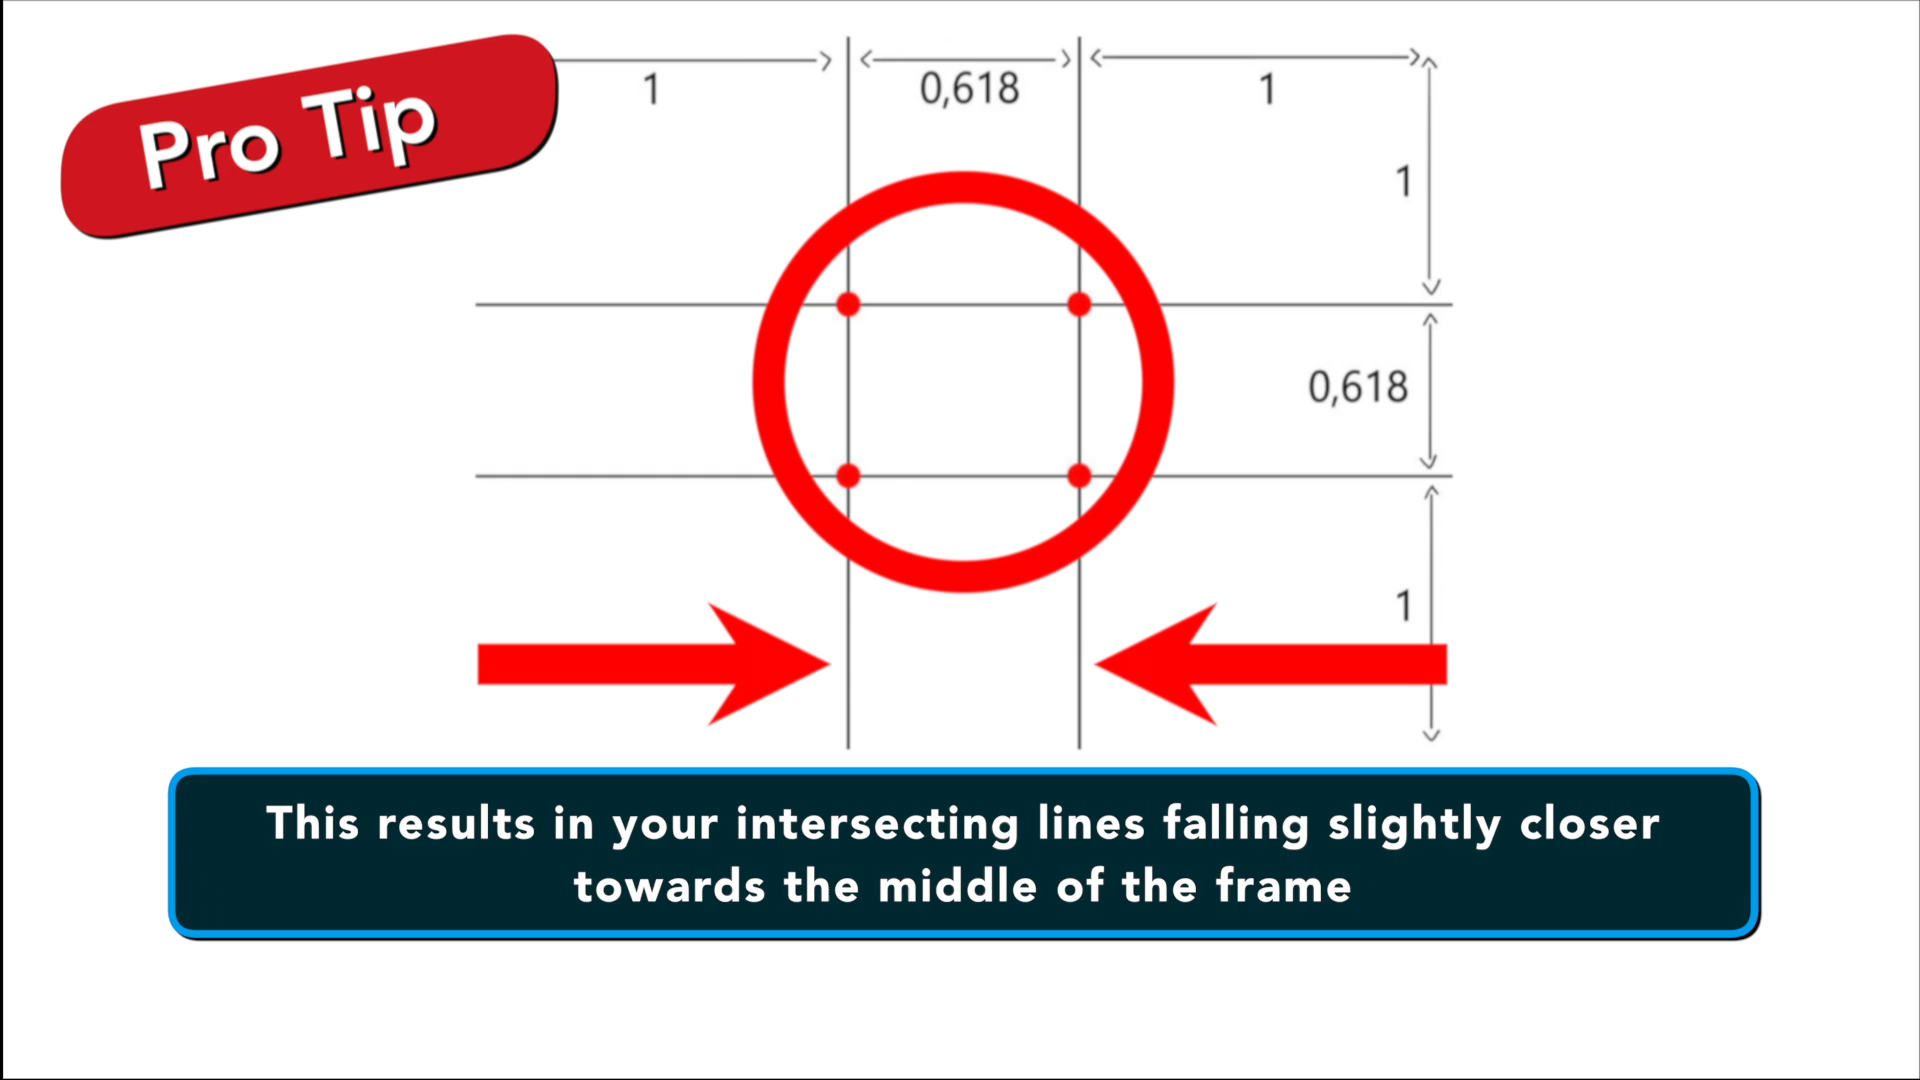 Pro Tip
1
0,618
1
1
0,618
1
This results in your intersecting lines falling slightly closer
towards the middle of the frame